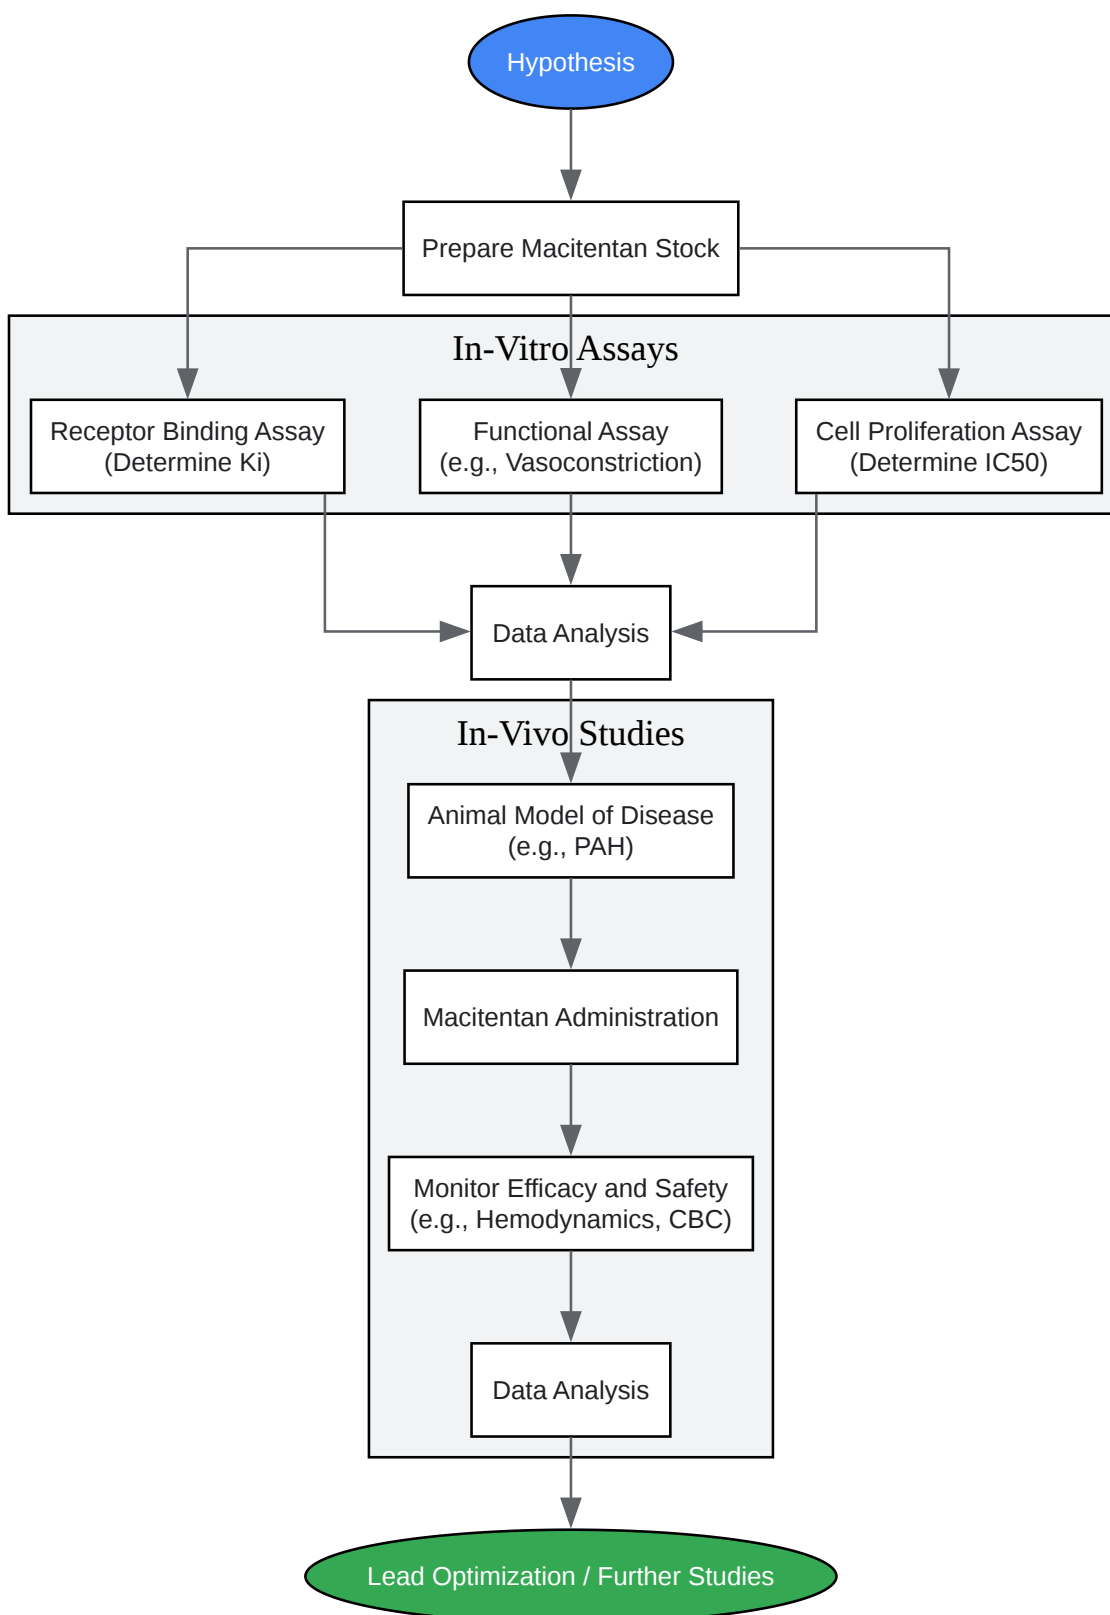 Hypothesis
Prepare Macitentan Stock
In-Vitro Assays
Receptor Binding Assay
(Determine Ki)
Functional Assay
(e.g., Vasoconstriction)
Cell Proliferation Assay
(Determine IC50)
Data Analysis
In-Vivo Studies
Animal Model of Disease
(e.g., PAH)
Macitentan Administration
Monitor Efficacy and Safety
(e.g., Hemodynamics, CBC)
Data Analysis
Lead Optimization / Further Studies